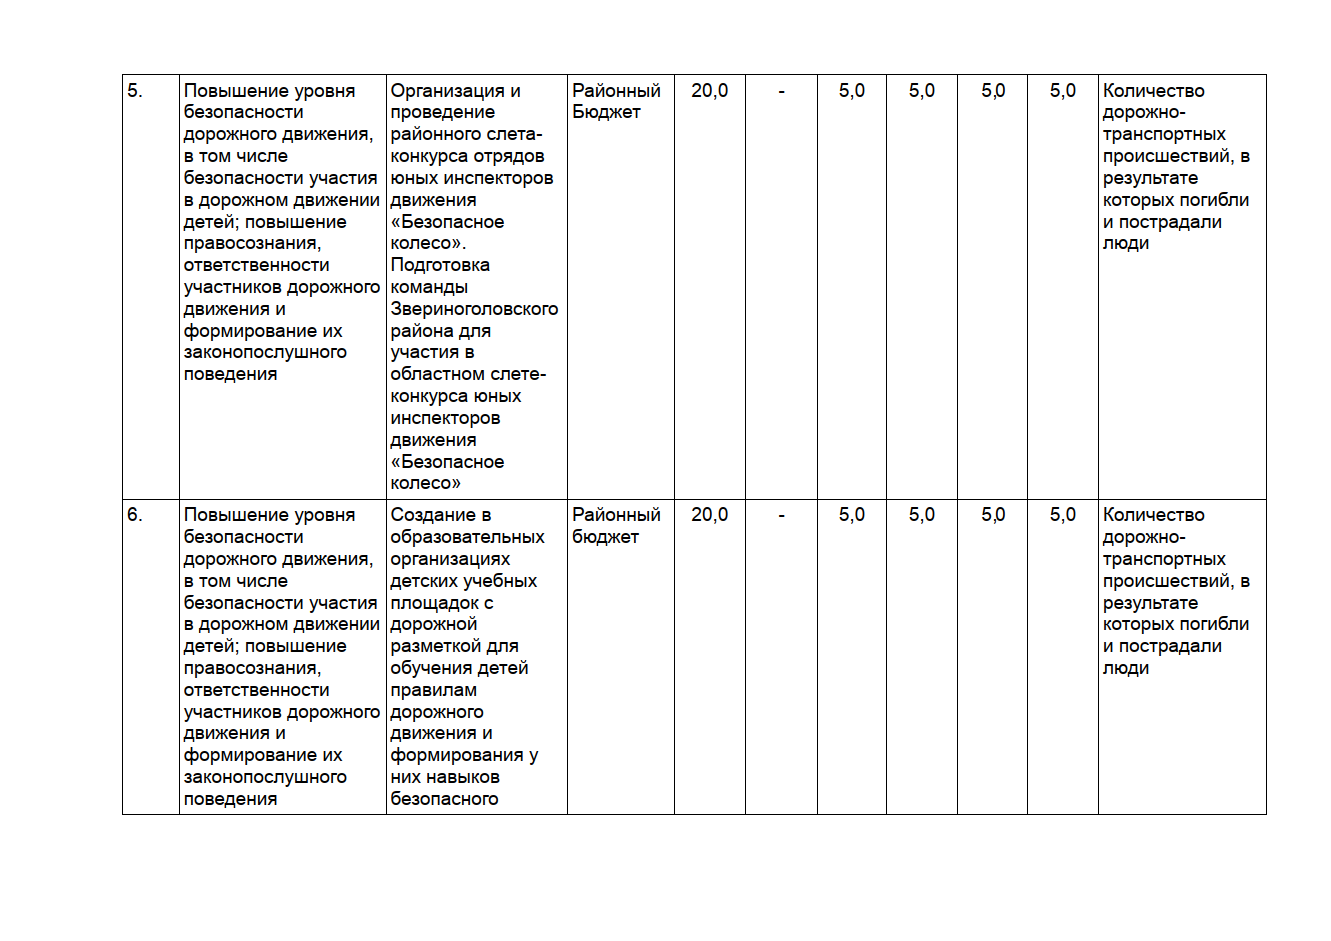 5.
Повышение уровня
безопасности
дорожного движения,
в том числе
безопасности участия
в дорожном движении
детей; повышение
правосознания,
ответственности
участников дорожного
движения и
формирование их
законопослушного
поведения
Организация и
проведение
районного слета-
конкурса отрядов
юных инспекторов
движения
«Безопасное
колесо».
Подготовка
команды
Звериноголовского
района для
участия в
областном слете-
конкурса юных
инспекторов
движения
«Безопасное
колесо»
Районный
Бюджет
20,0
-
5,0
5,0
5,0
5,0
Количество
дорожно-
транспортных
происшествий, в
результате
которых погибли
и пострадали
люди
6.
Повышение уровня
безопасности
дорожного движения,
в том числе
безопасности участия
в дорожном движении
детей; повышение
правосознания,
ответственности
участников дорожного
движения и
формирование их
законопослушного
поведения
Создание в
образовательных
организациях
детских учебных
площадок с
дорожной
разметкой для
обучения детей
правилам
дорожного
движения и
формирования у
них навыков
безопасного
Районный
бюджет
20,0
-
5,0
5,0
5,0
5,0
Количество
дорожно-
транспортных
происшествий, в
результате
которых погибли
и пострадали
люди